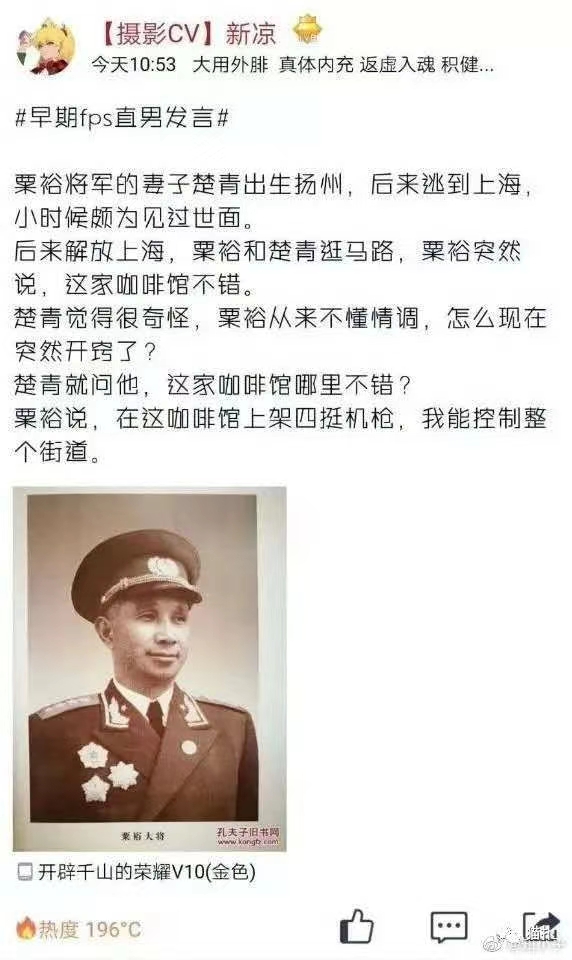 【摄影CV】新凉
今天10:53 大用外腓 真体内充 返虚入魂 积健...
#早期fps直男发言#
粟裕将军的妻子楚青出生扬州，后来逃到上海，
小时候颇为见过世面。
后来解放上海，粟裕和楚青逛马路，粟裕突然
说，这家咖啡馆不错。
楚青觉得很奇怪，粟裕从来不懂情调，怎么现在
突然开窍了？
楚青就问他，这家咖啡馆哪里不错？
粟裕说，在这咖啡馆上架四挺机枪，我能控制整
个街道。
粟裕大将
孔夫子旧书网
www.kongfz.com
开辟千山的荣耀V10(金色)
热度 196°C